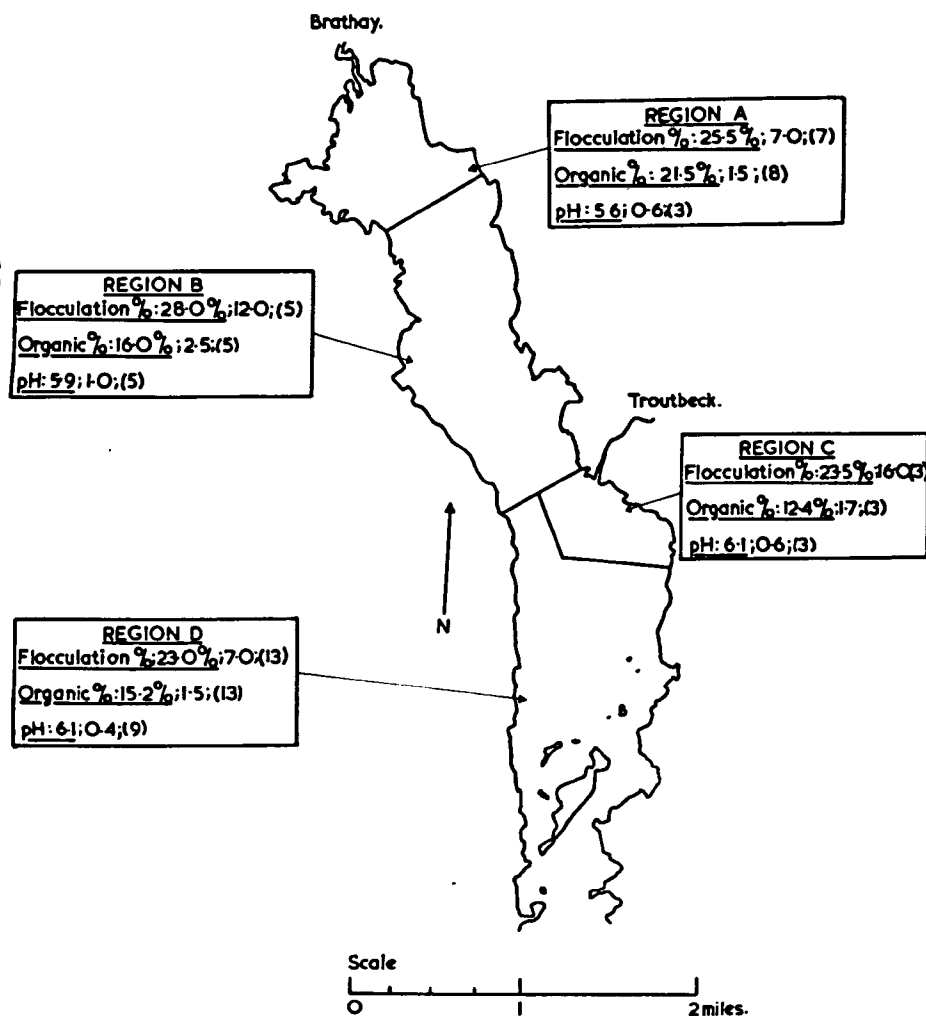 Brathay.
REGION A
Flocculation %: 25·5%; 7·0; (7)
Organic %: 21·5%; 1·5; (8)
pH: 5·6; 0·6; (3)
REGION B
Flocculation %: 28·0%; 12·0; (5)
Organic %: 16·0%; 2·5; (5)
pH: 5·9; 1·0; (5)
Troutbeck.
REGION C
Flocculation %: 23·5%; 16·0 (3)
Organic %: 12·4%; 1·7; (3)
pH: 6·1; 0·6; (3)
N
REGION D
Flocculation %; 23·0%; 7·0; (13)
Organic %: 15·2%; 1·5; (13)
pH: 6·1; 0·4; (9)
Scale
0 1 2 miles.